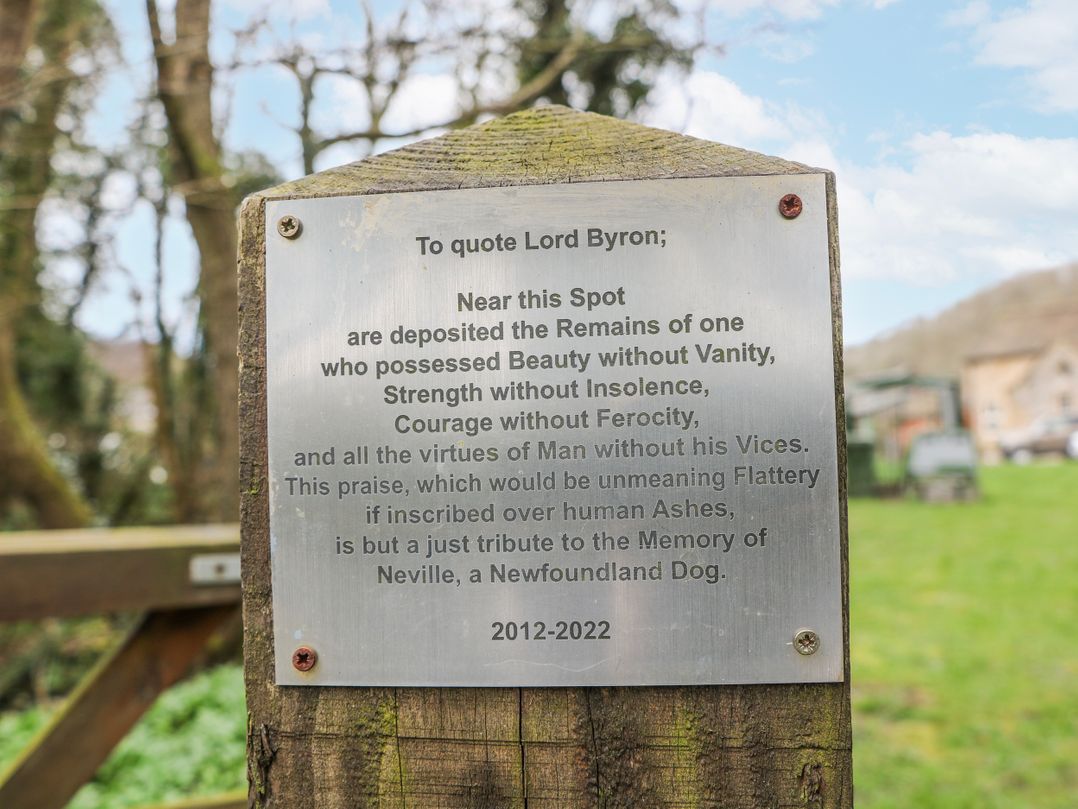 To quote Lord Byron;
Near this Spot
are deposited the Remains of one
who possessed Beauty without Vanity,
Strength without Insolence,
Courage without Ferocity,
and all the virtues of Man without his Vices.
This praise, which would be unmeaning Flattery
if inscribed over human Ashes,
is but a just tribute to the Memory of
Neville, a Newfoundland Dog.
2012-2022